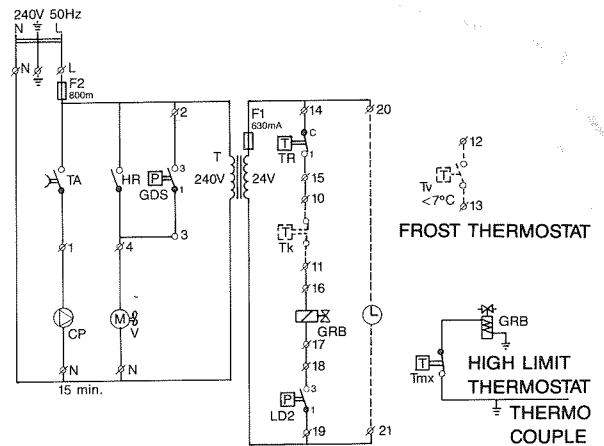 240V 50Hz
N L
N L
F2
800m
2
F1
630mA
14
20
C
T
TR
1
T
240V
24V
TA
HR
P
GDS
3
1
15
10
12
T
Tv
<7°C
13
FROST THERMOSTAT
T
Tk
1
4
3
11
16
CP
M
V
GRB
17
18
N
N
15 min.
P
LD2
3
1
19
21
GRB
T
Tmx
HIGH LIMIT
THERMOSTAT
THERMO
COUPLE